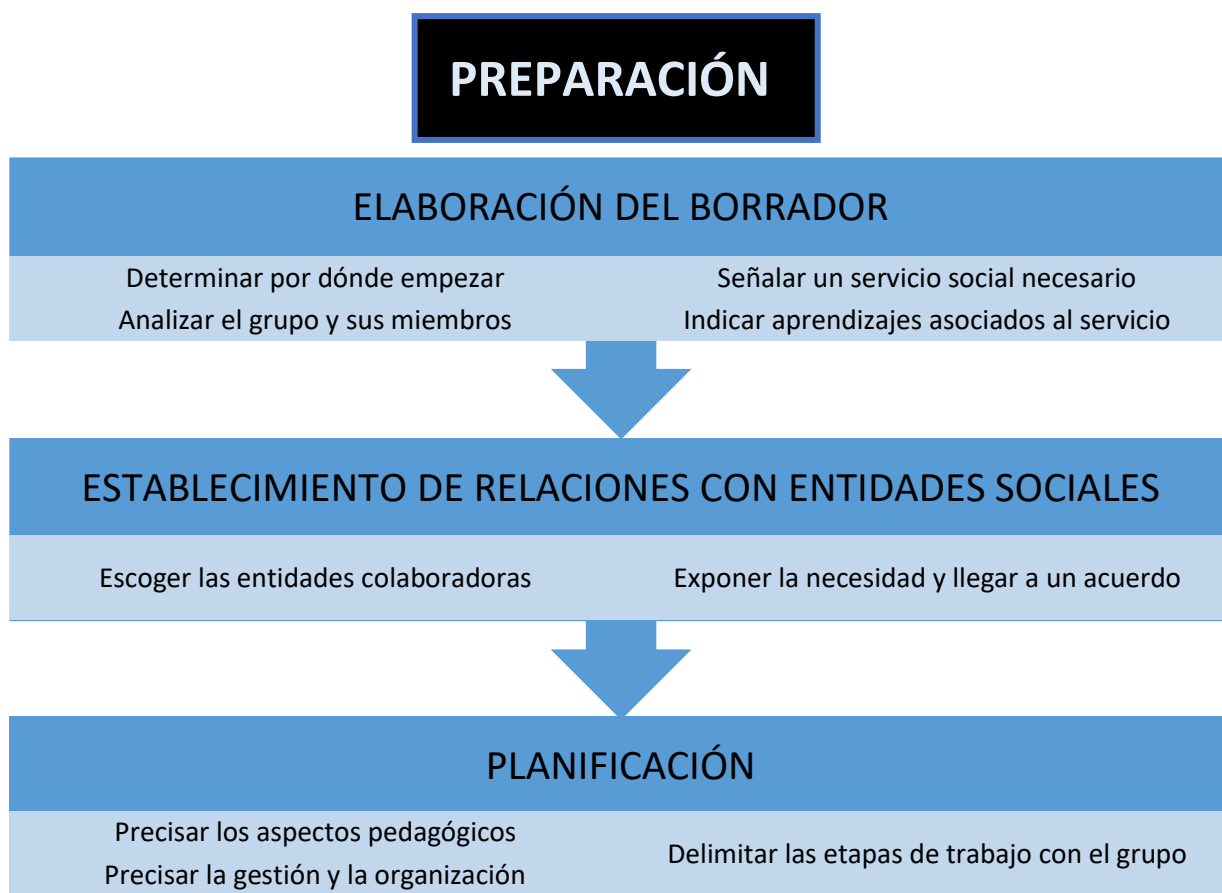 PREPARACIÓN
ELABORACIÓN DEL BORRADOR
Determinar por dónde empezar
Analizar el grupo y sus miembros
Señalar un servicio social necesario
Indicar aprendizajes asociados al servicio
ESTABLECIMIENTO DE RELACIONES CON ENTIDADES SOCIALES
Escoger las entidades colaboradoras
Exponer la necesidad y llegar a un acuerdo
PLANIFICACIÓN
Precisar los aspectos pedagógicos
Precisar la gestión y la organización
Delimitar las etapas de trabajo con el grupo